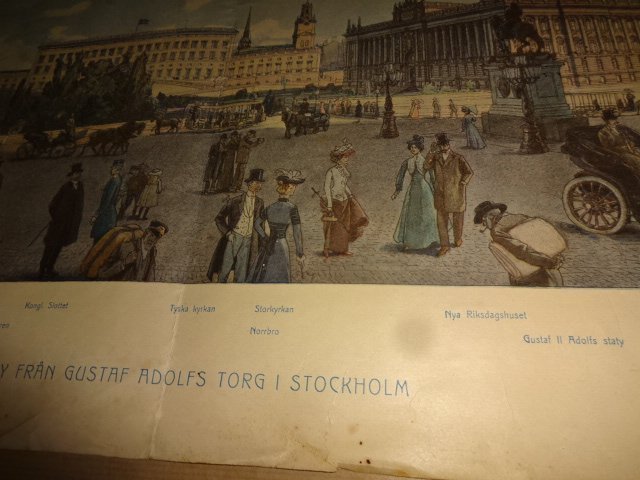 Kongl. Slottet Tyska kyrkan Storkyrkan Nya Riksdagshuset
Norrbro Gustaf II Adolfs staty
Y FRÅN GUSTAF ADOLFS TORG I STOCKHOLM